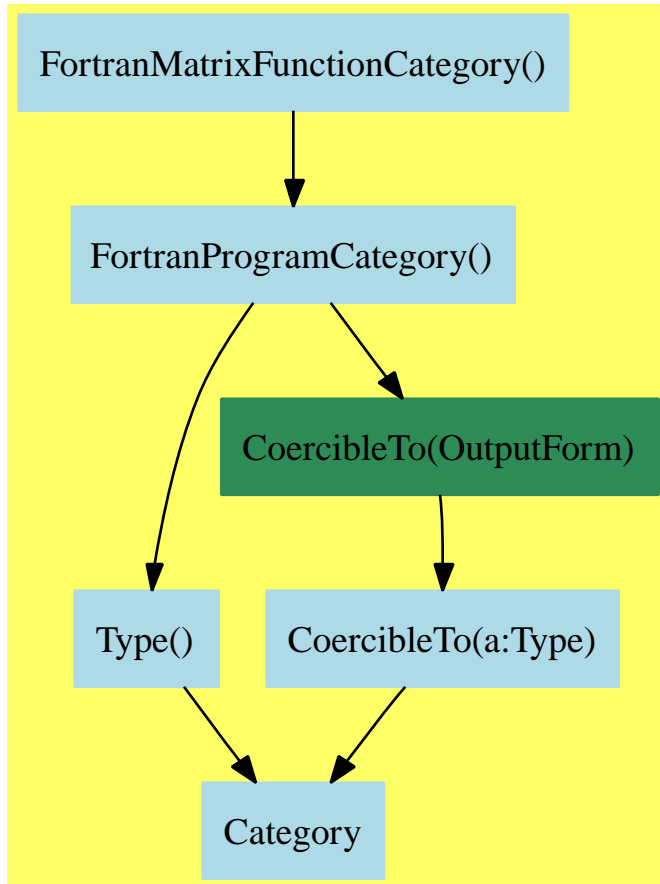 FortranMatrixFunctionCategory()
FortranProgramCategory()
CoercibleTo(OutputForm)
Type()
CoercibleTo(a:Type)
Category